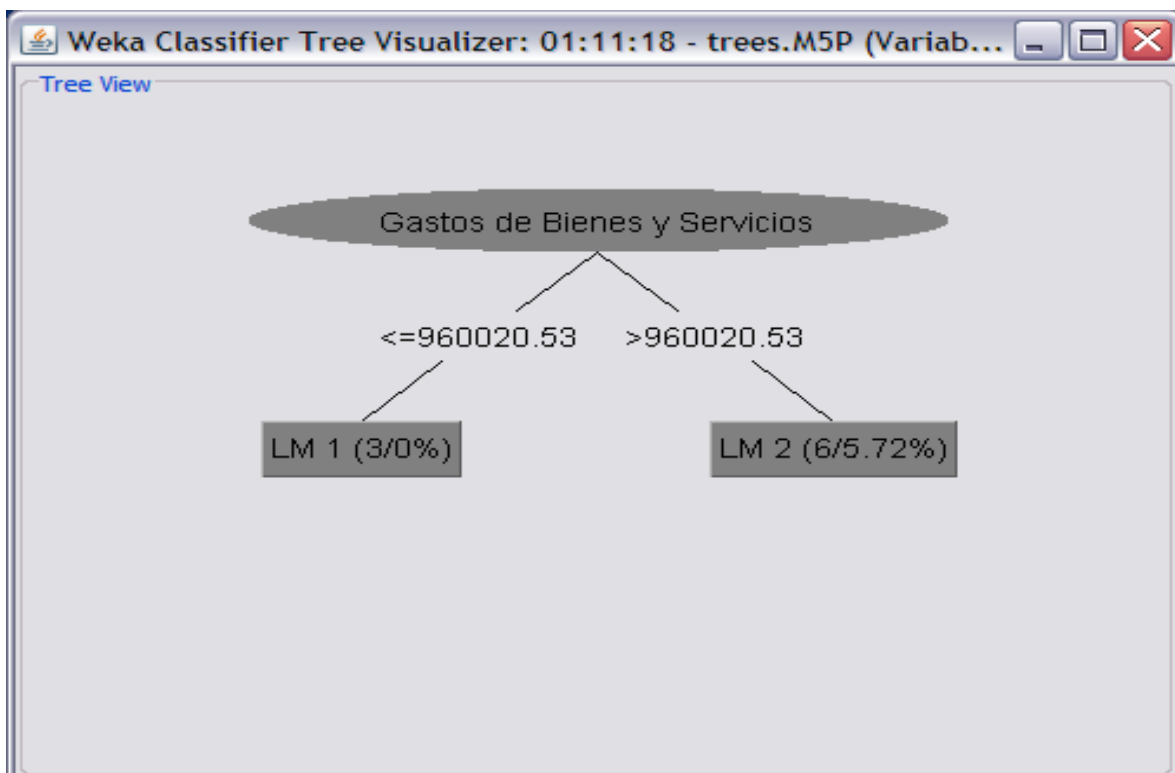 Weka Classifier Tree Visualizer: 01:11:18 - trees.M5P (Variab...
Tree View
Gastos de Bienes y Servicios
<=960020.53 >960020.53
LM 1 (3/0%) LM 2 (6/5.72%)